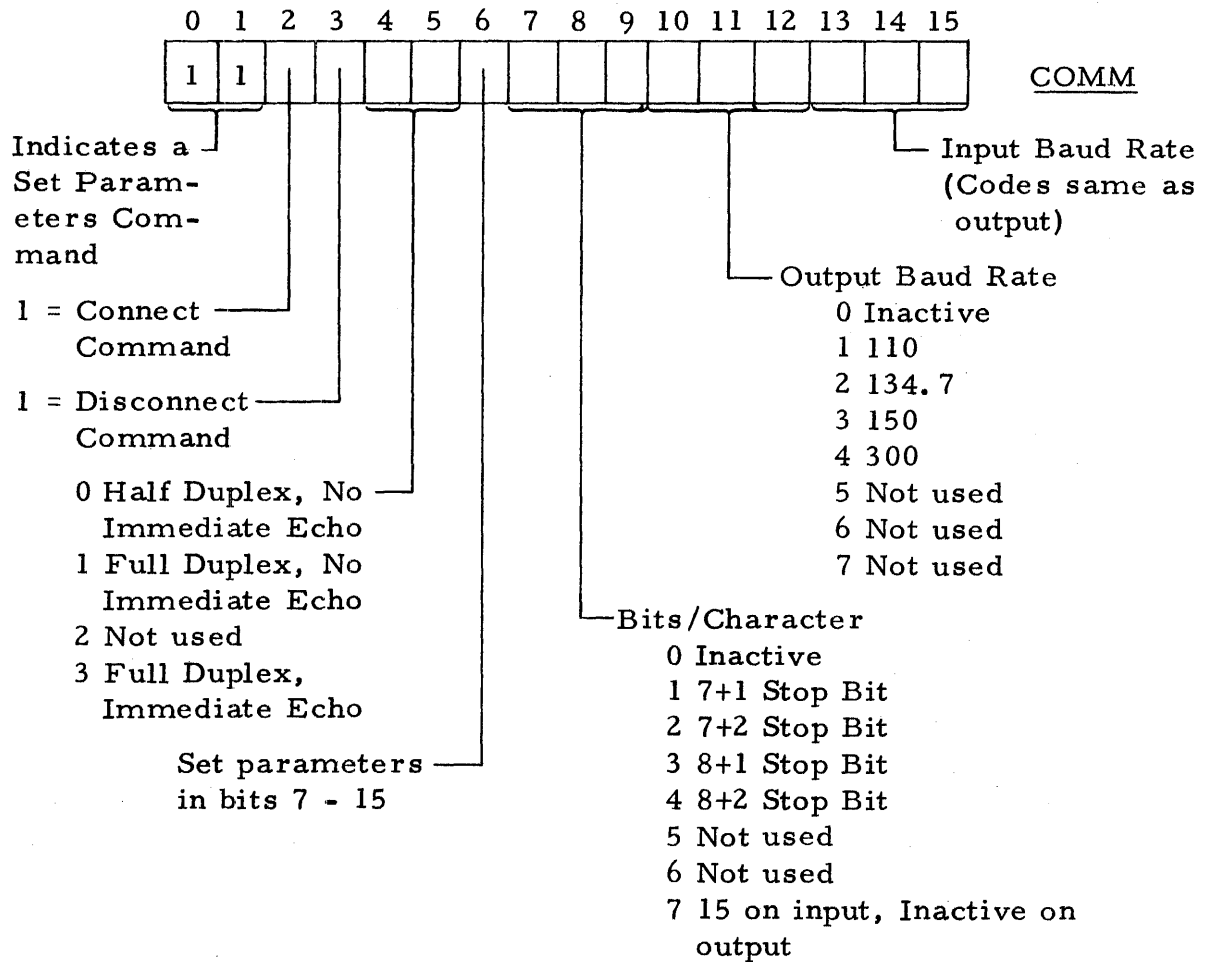 0 1 2 3 4 5 6 7 8 9 10 11 12 13 14 15
1 1
COMM
Indicates a
Set Param-
eters Com-
mand
1 = Connect
Command
1 = Disconnect
Command
0 Half Duplex, No
Immediate Echo
1 Full Duplex, No
Immediate Echo
2 Not used
3 Full Duplex,
Immediate Echo
Set parameters
in bits 7 - 15
Input Baud Rate
(Codes same as
output)
Output Baud Rate
0 Inactive
1 110
2 134.7
3 150
4 300
5 Not used
6 Not used
7 Not used
Bits/Character
0 Inactive
1 7+1 Stop Bit
2 7+2 Stop Bit
3 8+1 Stop Bit
4 8+2 Stop Bit
5 Not used
6 Not used
7 15 on input, Inactive on
output